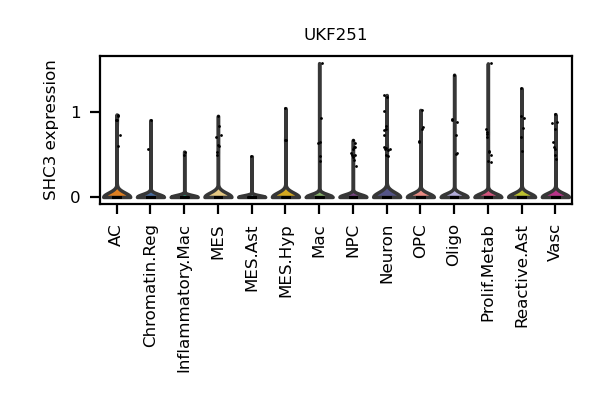 UKF251
SHC3 expression
1
0
AC
Chromatin.Reg
Inflammatory.Mac
MES
MES.Ast
MES.Hyp
Mac
NPC
Neuron
OPC
Oligo
Prolif.Metab
Reactive.Ast
Vasc